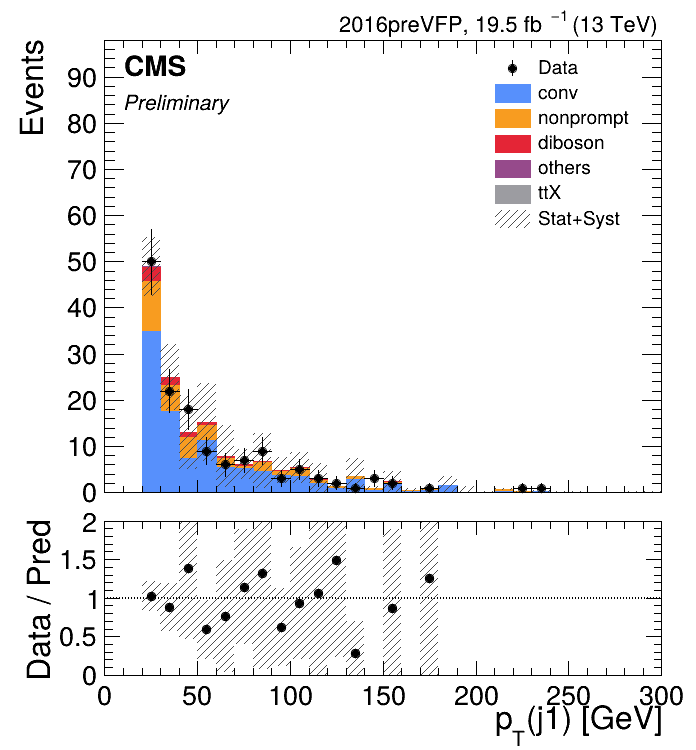 2016preVFP, 19.5 fb⁻¹ (13 TeV)
CMS
Preliminary
Events
90
80
70
60
50
40
30
20
10
0
Data
conv
nonprompt
diboson
others
ttX
Stat+Syst
Data / Pred
2
1.5
1
0.5
0
0 50 100 150 200 250 300
p_T(j1) [GeV]